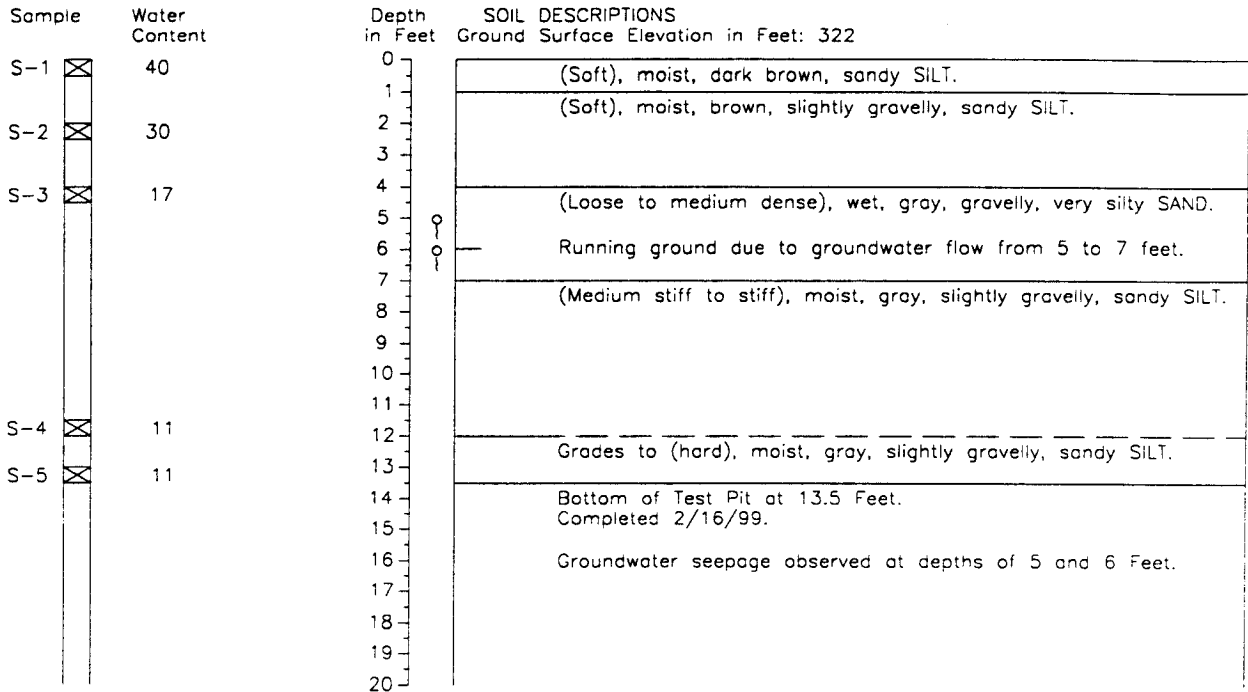 Sample Water Content Depth in Feet SOIL DESCRIPTIONS
Ground Surface Elevation in Feet: 322
S-1 40 0
(Soft), moist, dark brown, sandy SILT.
1
(Soft), moist, brown, slightly gravelly, sandy SILT.
S-2 30 2
3
S-3 17 4
(Loose to medium dense), wet, gray, gravelly, very silty SAND.
5
6 Running ground due to groundwater flow from 5 to 7 feet.
7
(Medium stiff to stiff), moist, gray, slightly gravelly, sandy SILT.
8
9
10
11
S-4 11 12
Grades to (hard), moist, gray, slightly gravelly, sandy SILT.
S-5 11 13
14 Bottom of Test Pit at 13.5 Feet.
Completed 2/16/99.
15
16 Groundwater seepage observed at depths of 5 and 6 Feet.
17
18
19
20